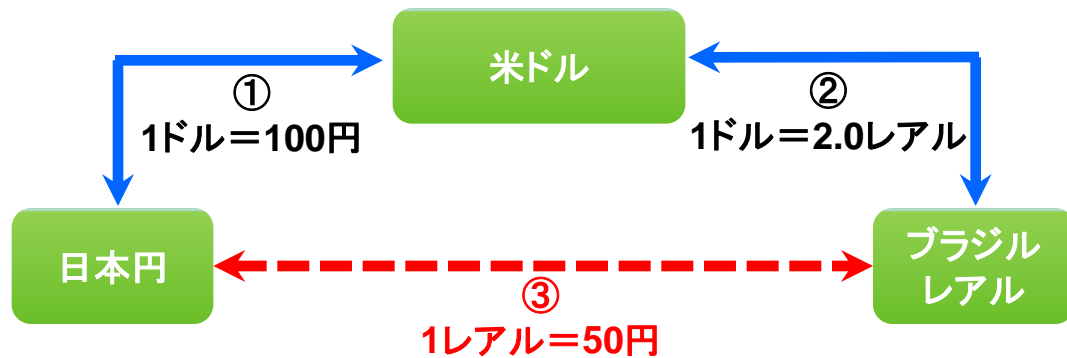 米ドル
①
1ドル＝100円
②
1ドル＝2.0レアル
日本円
ブラジル
レアル
③
1レアル＝50円